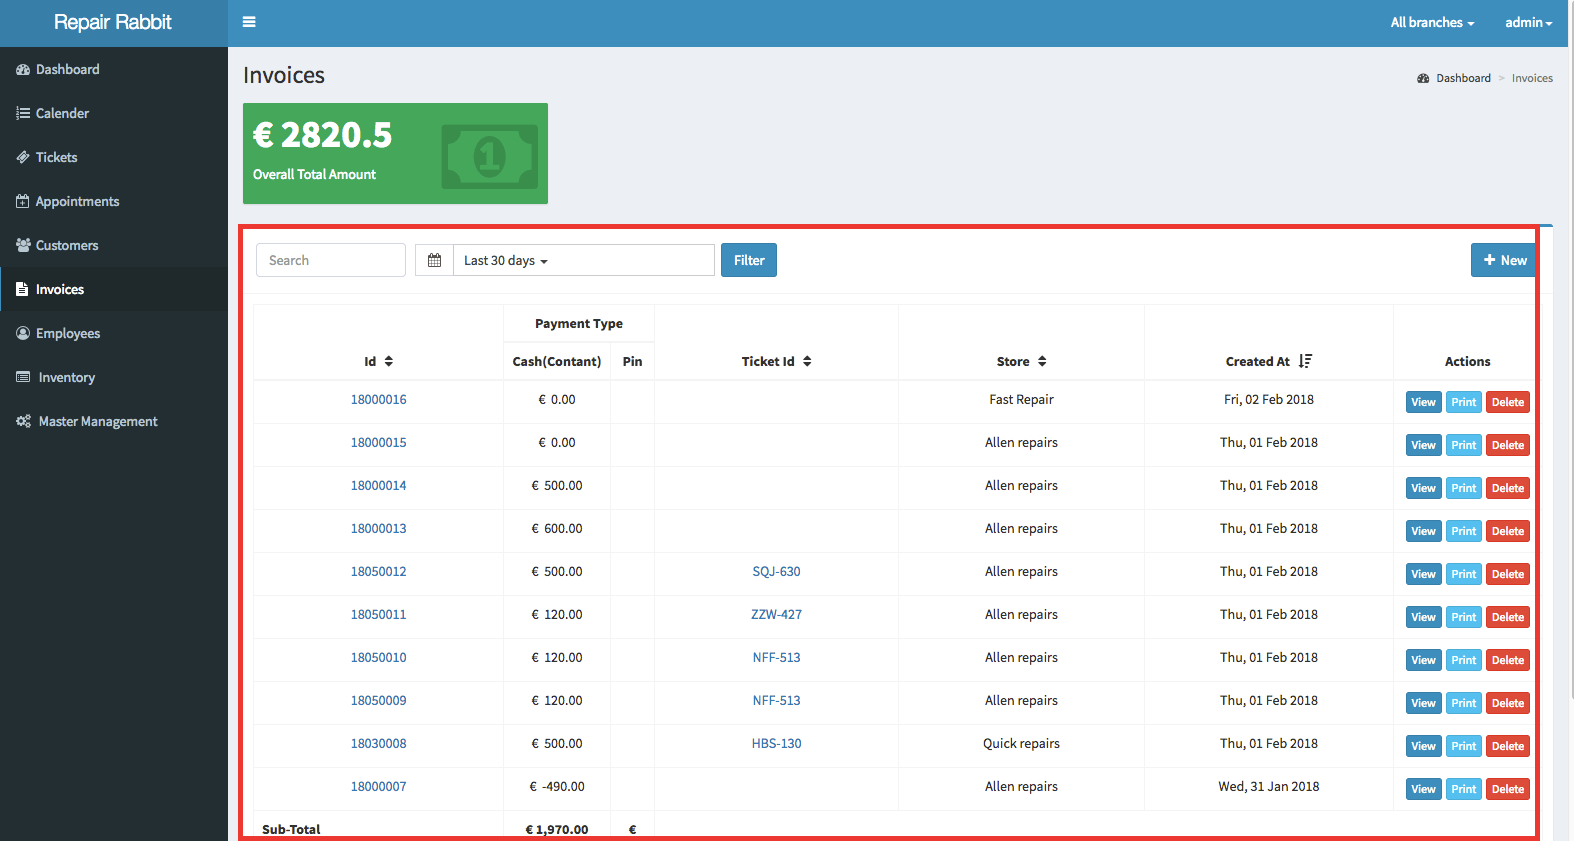 Repair Rabbit
All branches
admin
Dashboard
Calender
Tickets
Appointments
Customers
Invoices
Employees
Inventory
Master Management
Invoices
Dashboard > Invoices
€ 2820.5
1
Overall Total Amount
Search
Last 30 days
Filter
+ New
Payment Type
Id Cash(Contant) Pin Ticket Id Store Created At Actions
18000016 € 0.00 Fast Repair Fri, 02 Feb 2018 View Print Delete
18000015 € 0.00 Allen repairs Thu, 01 Feb 2018 View Print Delete
18000014 € 500.00 Allen repairs Thu, 01 Feb 2018 View Print Delete
18000013 € 600.00 Allen repairs Thu, 01 Feb 2018 View Print Delete
18050012 € 500.00 SQJ-630 Allen repairs Thu, 01 Feb 2018 View Print Delete
18050011 € 120.00 ZZW-427 Allen repairs Thu, 01 Feb 2018 View Print Delete
18050010 € 120.00 NFF-513 Allen repairs Thu, 01 Feb 2018 View Print Delete
18050009 € 120.00 NFF-513 Allen repairs Thu, 01 Feb 2018 View Print Delete
18030008 € 500.00 HBS-130 Quick repairs Thu, 01 Feb 2018 View Print Delete
18000007 € -490.00 Allen repairs Wed, 31 Jan 2018 View Print Delete
Sub-Total € 1,970.00 €